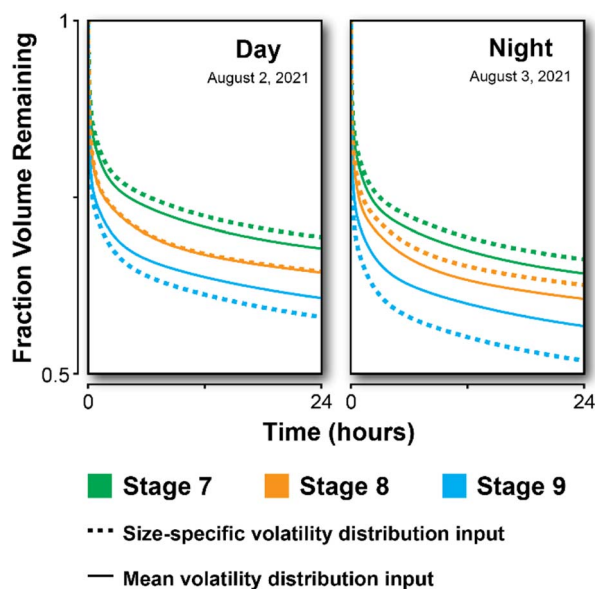 1
Day
August 2, 2021
Night
August 3, 2021
Fraction Volume Remaining
0.5
0
24
0
24
Time (hours)
Stage 7
Stage 8
Stage 9
Size-specific volatility distribution input
Mean volatility distribution input